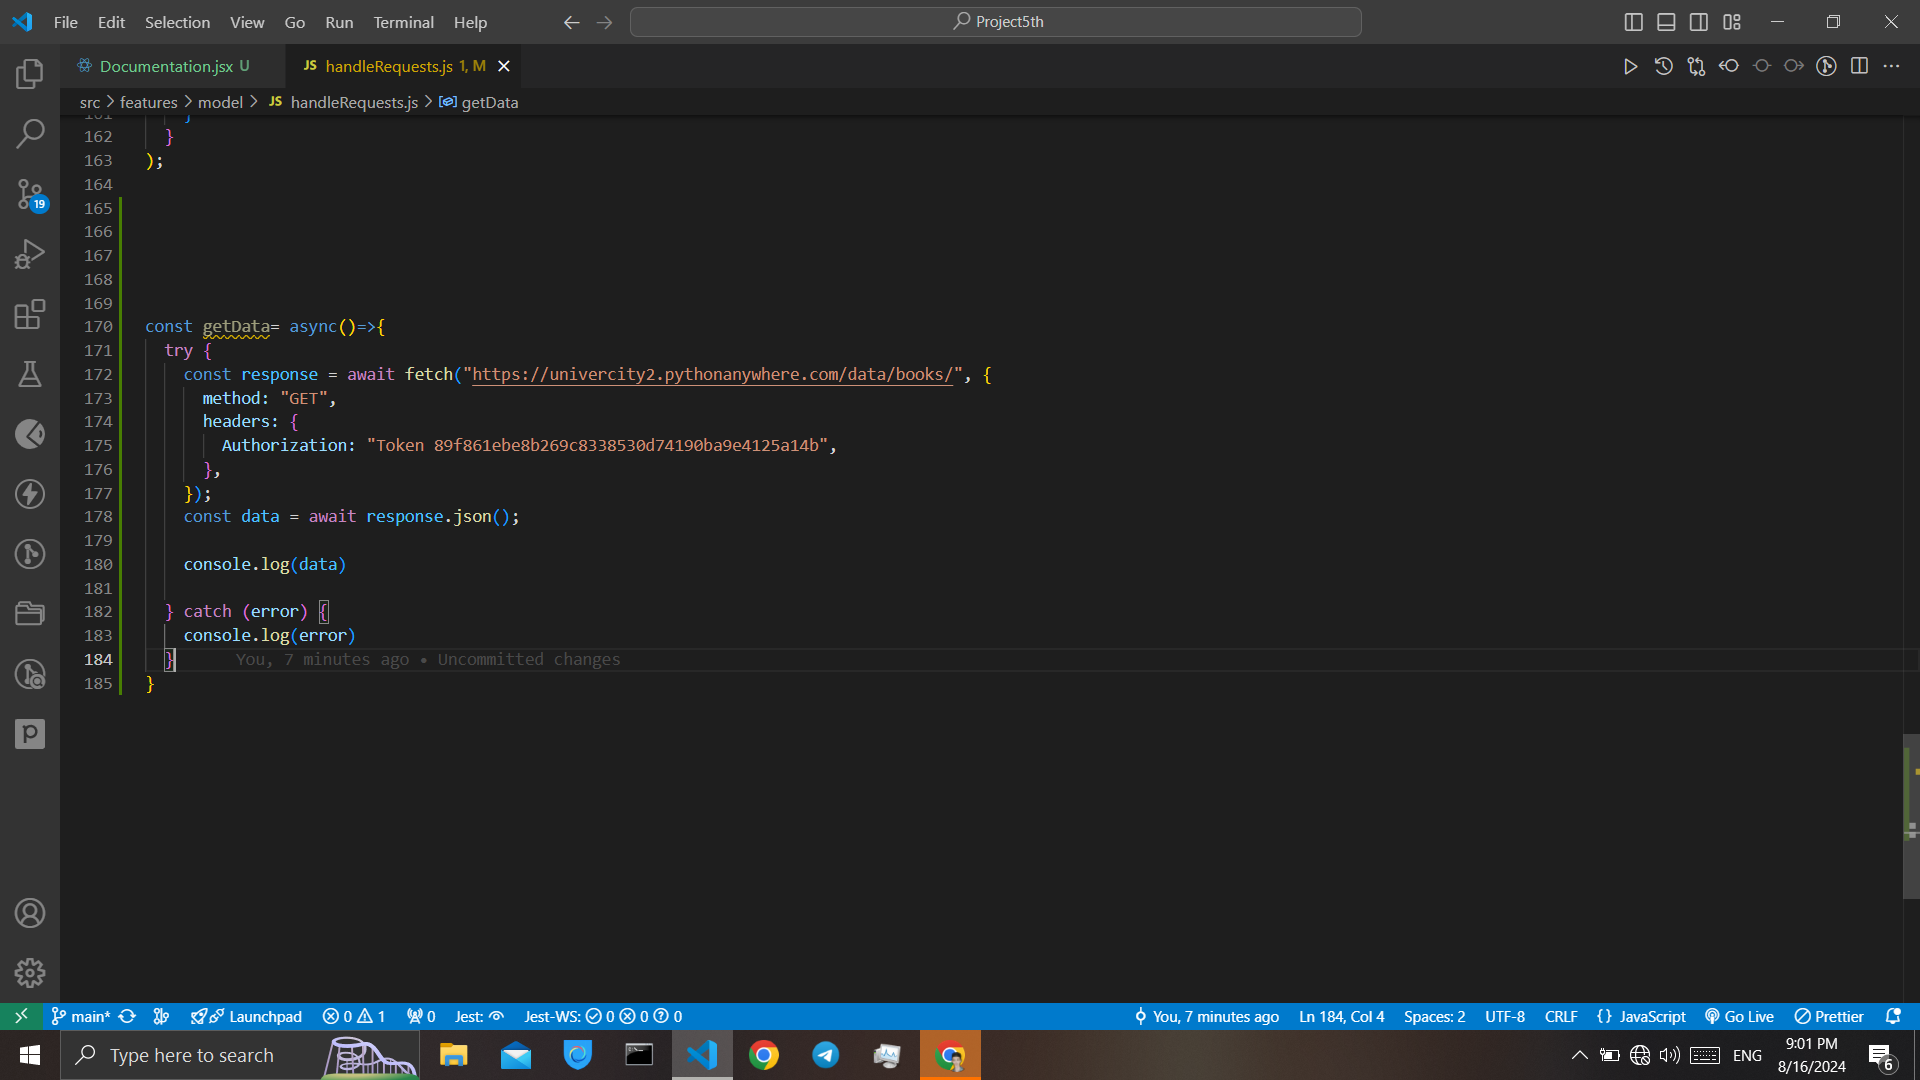 File Edit Selection View Go Run Terminal Help
Project5th
Documentation.jsx U
JS handleRequests.js 1, M
src > features > model > JS handleRequests.js > getData
161 }
162 }
163 );
164
165
166
167
168
169
170 const getData= async()=>{
171 try {
172 const response = await fetch("https://univercity2.pythonanywhere.com/data/books/", {
173 method: "GET",
174 headers: {
175 Authorization: "Token 89f861ebe8b269c8338530d74190ba9e4125a14b",
176 },
177 });
178 const data = await response.json();
179
180 console.log(data)
181
182 } catch (error) {
183 console.log(error)
184 } You, 7 minutes ago • Uncommitted changes
185 }
19
main* Launchpad 0 1 0 Jest: Jest-WS: 0 0 0 You, 7 minutes ago Ln 184, Col 4 Spaces: 2 UTF-8 CRLF {} JavaScript Go Live Prettier
Type here to search
ENG
9:01 PM
8/16/2024
6